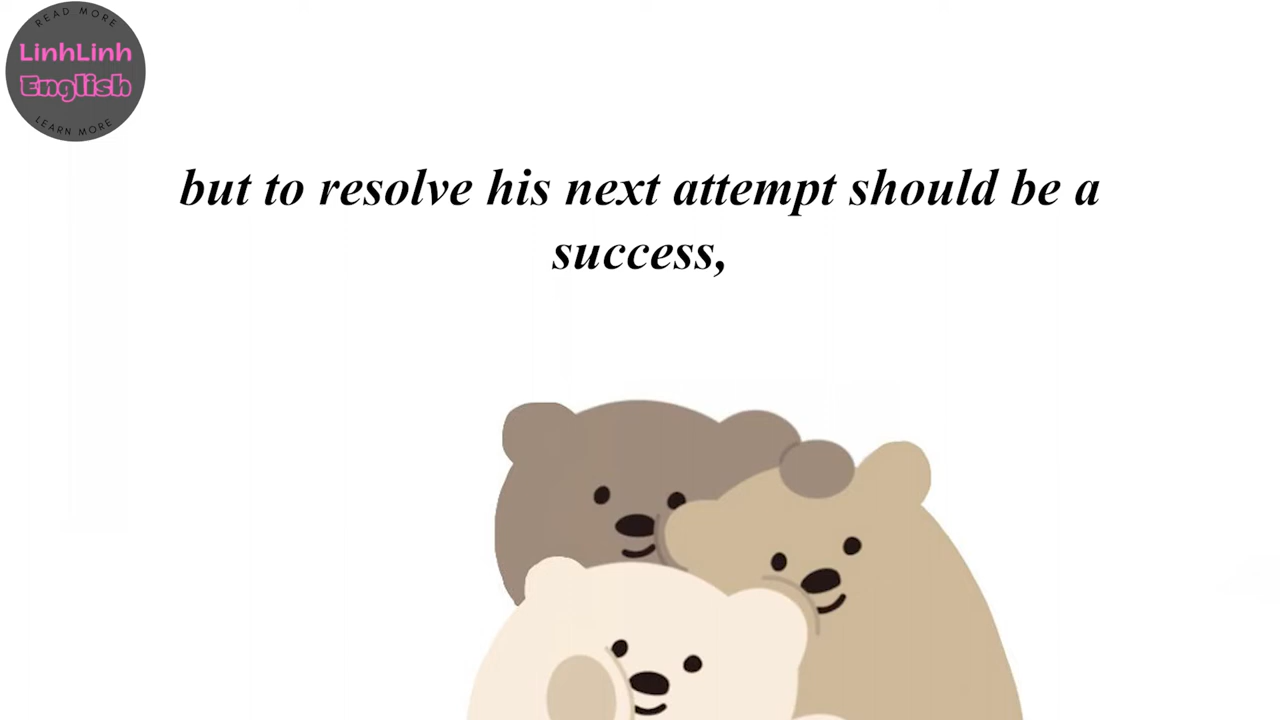 READ MORE
LinhLinh
English
LEARN MORE
but to resolve his next attempt should be a
success,